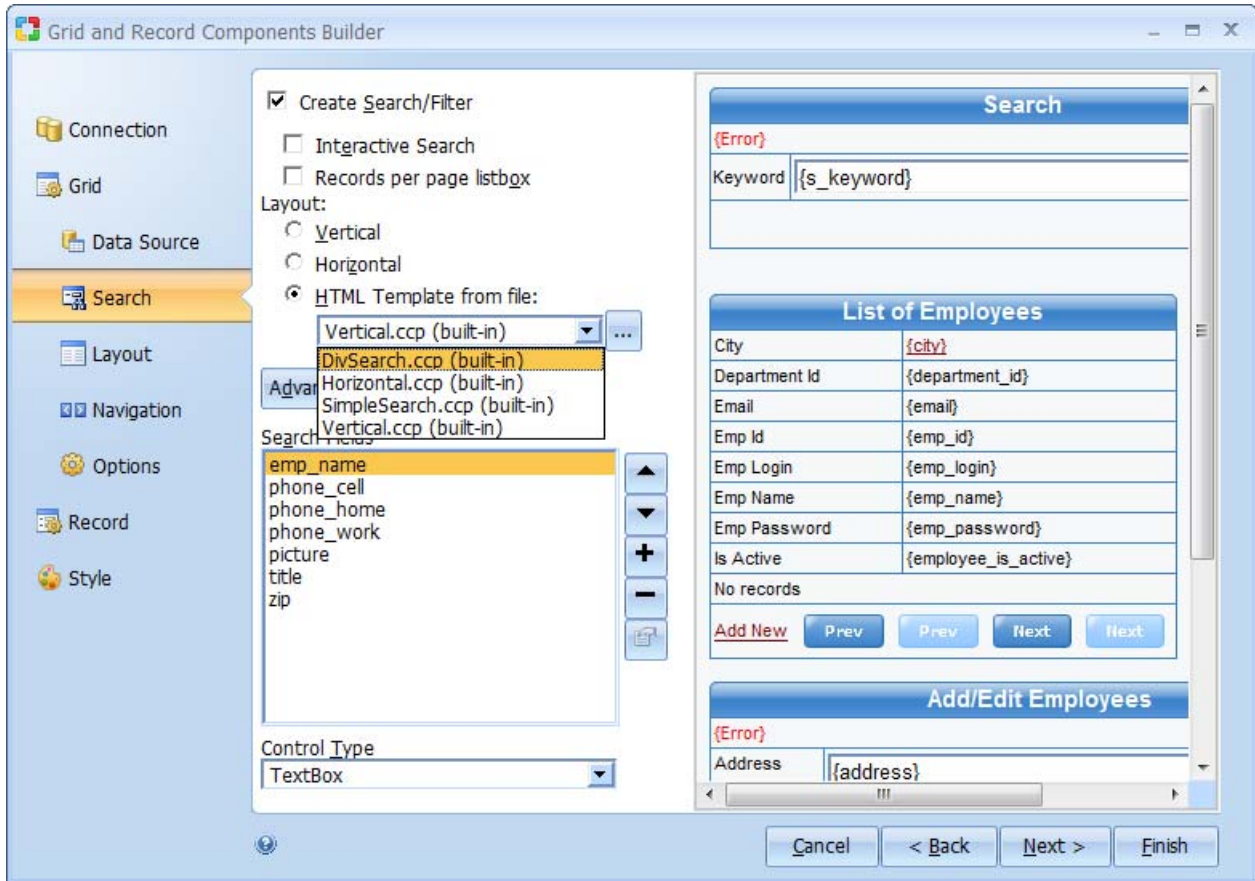 Grid and Record Components Builder
Connection
Grid
Data Source
Search
Layout
Navigation
Options
Record
Style
Create Search/Filter
Interactive Search
Records per page listbox
Layout:
Vertical
Horizontal
HTML Template from file:
Vertical.ccp (built-in)
...
DivSearch.ccp (built-in)
Horizontal.ccp (built-in)
SimpleSearch.ccp (built-in)
Vertical.ccp (built-in)
Search Fields
emp_name
phone_cell
phone_home
phone_work
picture
title
zip
Control Type
TextBox
Search
{Error}
Keyword {s_keyword}
List of Employees
City {city}
Department Id {department_id}
Email {email}
Emp Id {emp_id}
Emp Login {emp_login}
Emp Name {emp_name}
Emp Password {emp_password}
Is Active {employee_is_active}
No records
Add New Prev Prev Next Next
Add/Edit Employees
{Error}
Address {address}
Cancel < Back Next > Finish